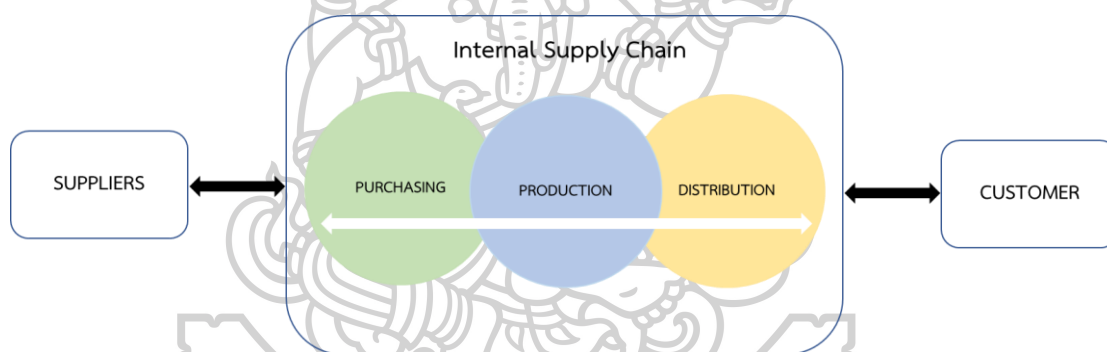 Internal Supply Chain
SUPPLIERS
PURCHASING
PRODUCTION
DISTRIBUTION
CUSTOMER